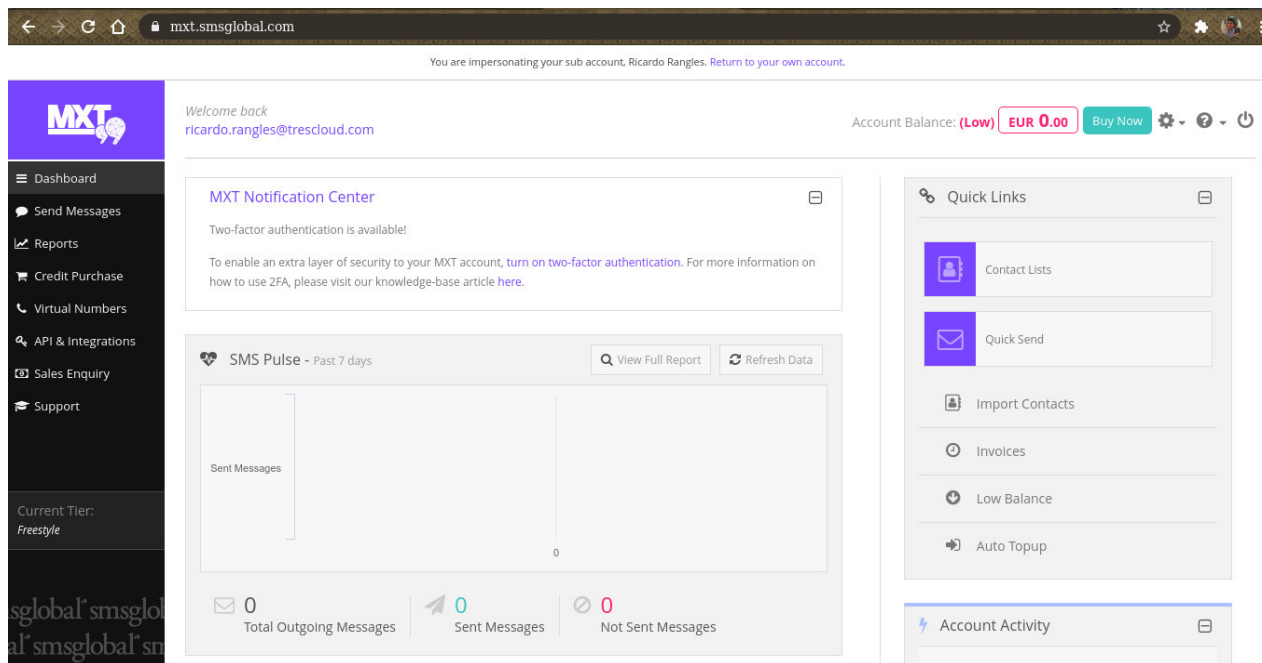 mxt.smsglobal.com
You are impersonating your sub account, Ricardo Rangles. Return to your own account.
MXT
Welcome back
ricardo.rangles@trescloud.com
Account Balance: (Low) EUR 0.00 Buy Now
Dashboard
Send Messages
Reports
Credit Purchase
Virtual Numbers
API & Integrations
Sales Enquiry
Support
Current Tier:
Freestyle
sglobal smsglol
al smsglobal sm
MXT Notification Center
Two-factor authentication is available!
To enable an extra layer of security to your MXT account, turn on two-factor authentication. For more information on
how to use 2FA, please visit our knowledge-base article here.
SMS Pulse - Past 7 days
View Full Report
Refresh Data
Sent Messages
0
0
Total Outgoing Messages
0
Sent Messages
0
Not Sent Messages
Quick Links
Contact Lists
Quick Send
Import Contacts
Invoices
Low Balance
Auto Topup
Account Activity